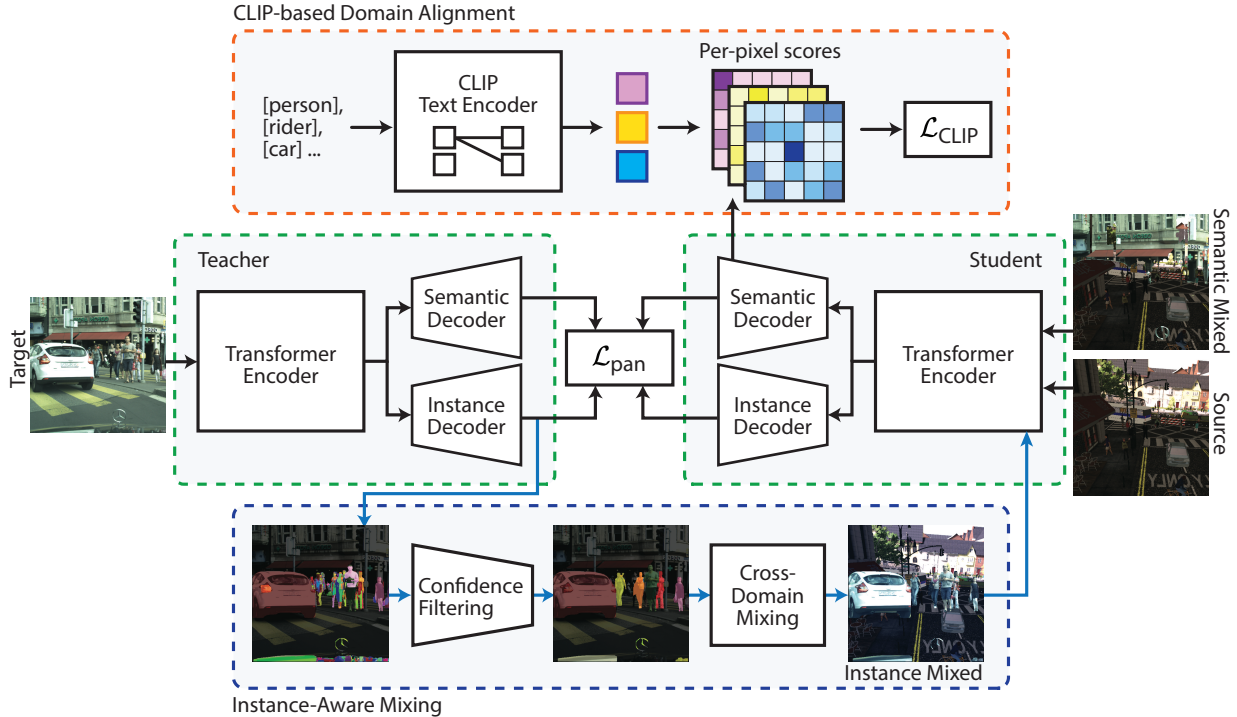 CLIP-based Domain Alignment
[person],
[rider],
[car] ...
CLIP
Text Encoder
Per-pixel scores
ℒCLIP
Teacher
Target
Transformer
Encoder
Semantic
Decoder
Instance
Decoder
ℒpan
Student
Semantic
Decoder
Instance
Decoder
Transformer
Encoder
Semantic Mixed
Source
Confidence
Filtering
Cross-
Domain
Mixing
Instance Mixed
Instance-Aware Mixing